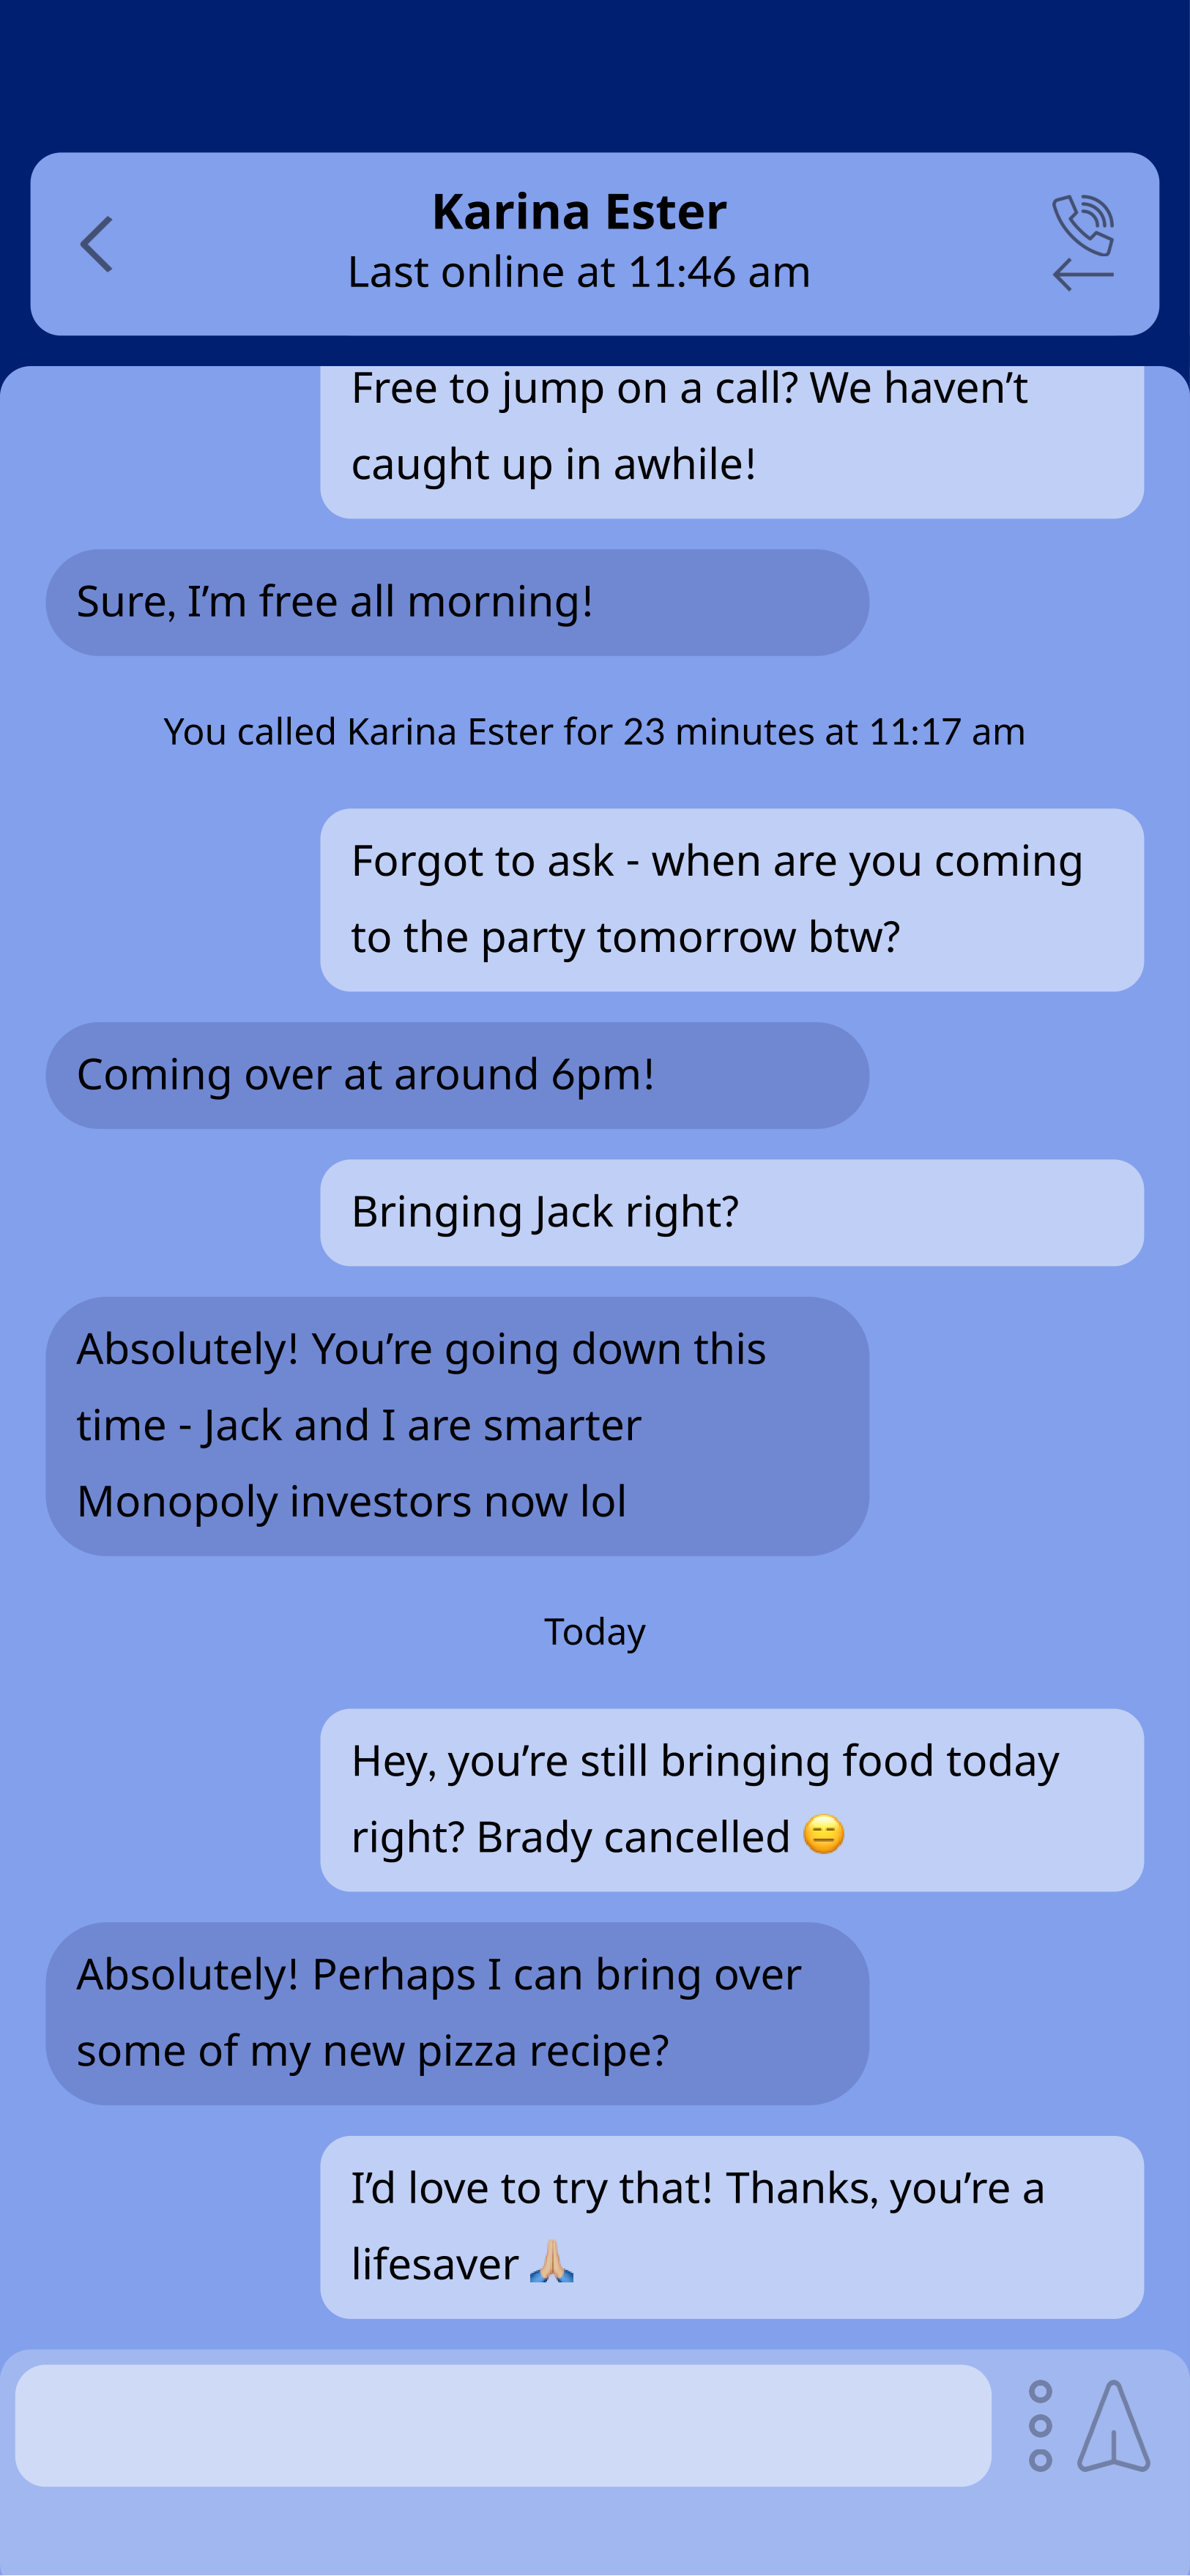 Karina Ester
Last online at 11:46 am
Free to jump on a call? We haven’t
caught up in awhile!
Sure, I’m free all morning!
You called Karina Ester for 23 minutes at 11:17 am
Forgot to ask - when are you coming
to the party tomorrow btw?
Coming over at around 6pm!
Bringing Jack right?
Absolutely! You’re going down this
time - Jack and I are smarter
Monopoly investors now lol
Today
Hey, you’re still bringing food today
right? Brady cancelled 😑
Absolutely! Perhaps I can bring over
some of my new pizza recipe?
I’d love to try that! Thanks, you’re a
lifesaver 🙏🏼